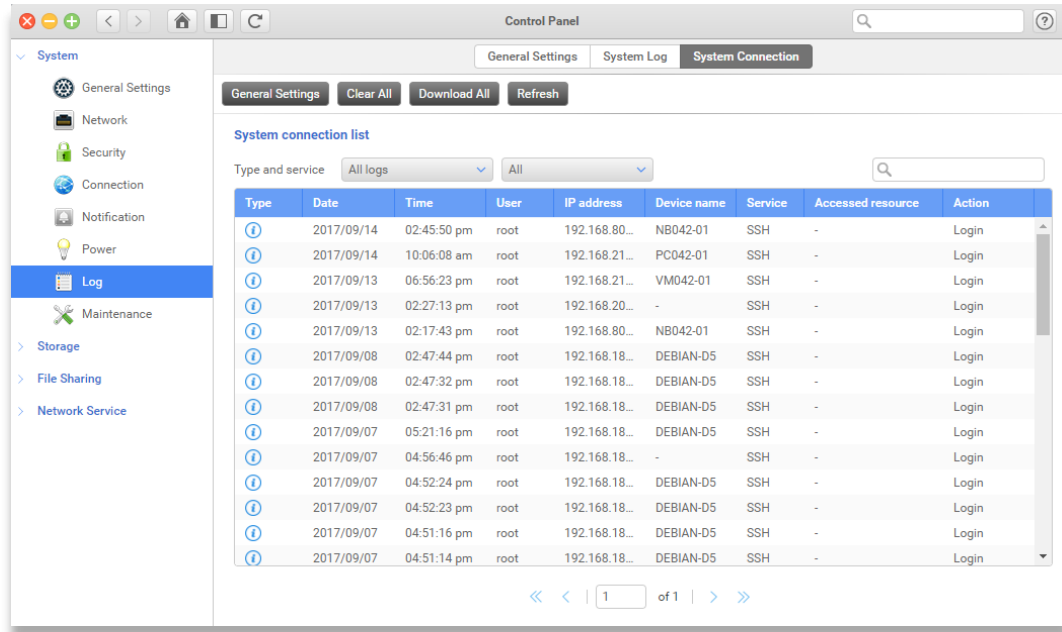 Control Panel
?
System
General Settings
Network
Security
Connection
Notification
Power
Log
Maintenance
Storage
File Sharing
Network Service
General Settings System Log System Connection
General Settings Clear All Download All Refresh
System connection list
Type and service All logs All
Type Date Time User IP address Device name Service Accessed resource Action
i 2017/09/14 02:45:50 pm root 192.168.80... NB042-01 SSH - Login
i 2017/09/14 10:06:08 am root 192.168.21... PC042-01 SSH - Login
i 2017/09/13 06:56:23 pm root 192.168.21... VM042-01 SSH - Login
i 2017/09/13 02:27:13 pm root 192.168.20... - SSH - Login
i 2017/09/13 02:17:43 pm root 192.168.80... NB042-01 SSH - Login
i 2017/09/08 02:47:44 pm root 192.168.18... DEBIAN-D5 SSH - Login
i 2017/09/08 02:47:32 pm root 192.168.18... DEBIAN-D5 SSH - Login
i 2017/09/08 02:47:31 pm root 192.168.18... DEBIAN-D5 SSH - Login
i 2017/09/07 05:21:16 pm root 192.168.18... DEBIAN-D5 SSH - Login
i 2017/09/07 04:56:46 pm root 192.168.18... - SSH - Login
i 2017/09/07 04:52:24 pm root 192.168.18... DEBIAN-D5 SSH - Login
i 2017/09/07 04:52:23 pm root 192.168.18... DEBIAN-D5 SSH - Login
i 2017/09/07 04:51:16 pm root 192.168.18... DEBIAN-D5 SSH - Login
i 2017/09/07 04:51:14 pm root 192.168.18... DEBIAN-D5 SSH - Login
1 of 1